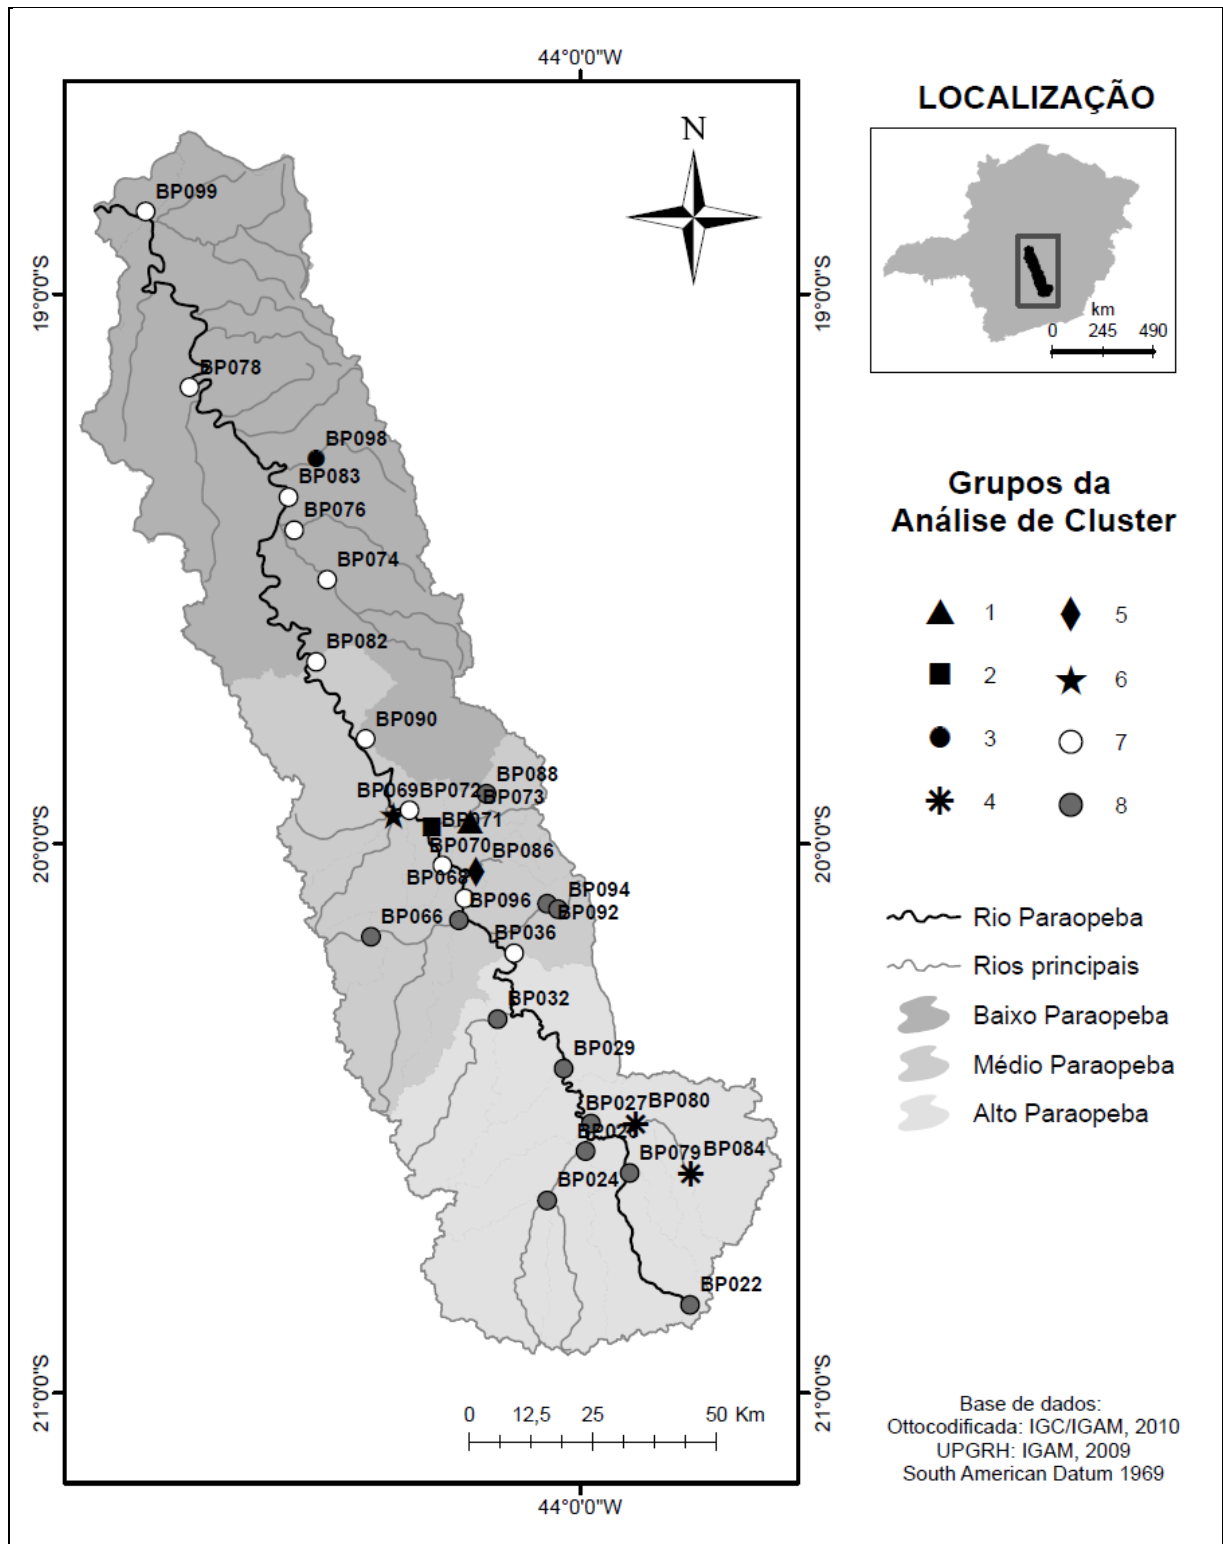 44°0'0"W
LOCALIZAÇÃO
N
km
0 245 490
19°0'0"S
19°0'0"S
BP099
BP078
BP098
BP083
BP076
BP074
BP082
BP090
BP088
BP069
BP072
BP073
BP071
BP070
BP086
BP068
BP094
BP096
BP092
BP066
BP036
BP032
BP029
BP027
BP080
BP079
BP084
BP024
BP022
20°0'0"S
20°0'0"S
21°0'0"S
21°0'0"S
Grupos da
Análise de Cluster
1
5
2
6
3
7
4
8
Rio Paraopeba
Rios principais
Baixo Paraopeba
Médio Paraopeba
Alto Paraopeba
0 12,5 25 50 Km
44°0'0"W
Base de dados:
Ottocodificada: IGC/IGAM, 2010
UPGRH: IGAM, 2009
South American Datum 1969